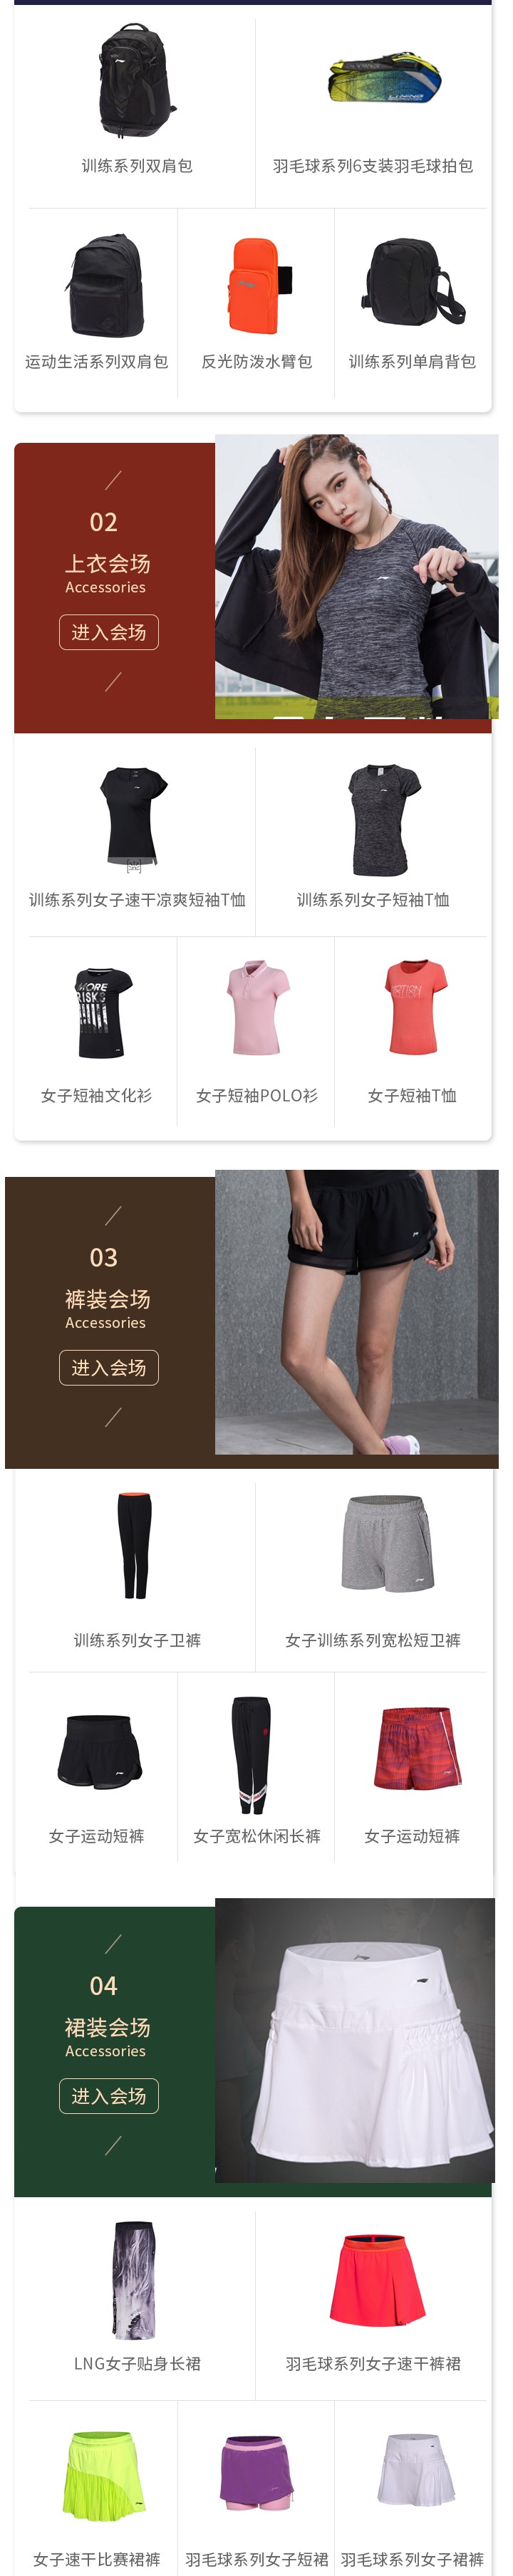 训练系列双肩包
羽毛球系列6支装羽毛球拍包
运动生活系列双肩包
反光防泼水臂包
训练系列单肩背包
02
上衣会场
Accessories
进入会场
训练系列女子速干凉爽短袖T恤
训练系列女子短袖T恤
MORE
RISKS
女子短袖文化衫
女子短袖POLO衫
女子短袖T恤
03
裤装会场
Accessories
进入会场
训练系列女子卫裤
女子训练系列宽松短卫裤
女子运动短裤
女子宽松休闲长裤
女子运动短裤
04
裙装会场
Accessories
进入会场
LNG女子贴身长裙
羽毛球系列女子速干裤裙
女子速干比赛裙裤
羽毛球系列女子短裙
羽毛球系列女子裙裤